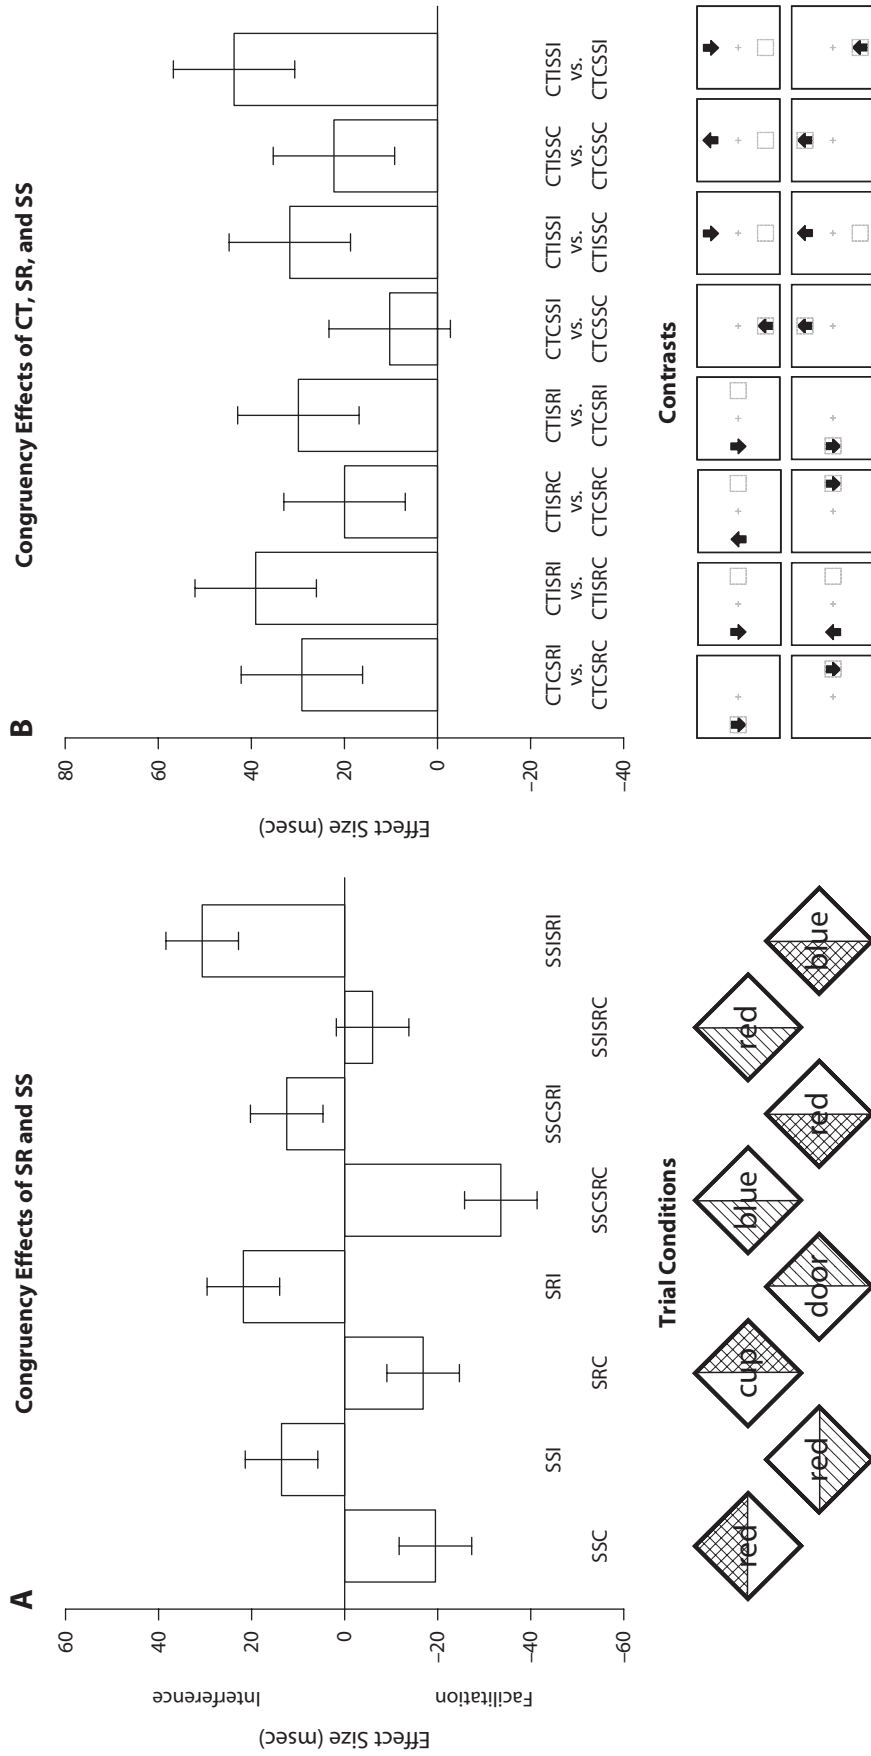 A
Congruency Effects of SR and SS
Effect Size (msec)
Facilitation
Interference
60
40
20
0
−20
−40
−60
SSC
SSI
SRC
SRI
SSCSRC
SSCSRI
SSISRC
SSISRI
Trial Conditions
red
red
cup
door
blue
red
red
blue
B
Congruency Effects of CT, SR, and SS
Effect Size (msec)
80
60
40
20
0
−20
−40
CTCSRI
vs.
CTCSRC
CTISRI
vs.
CTISRC
CTISRC
vs.
CTCSRC
CTISRI
vs.
CTCSRI
CTCSSI
vs.
CTCSSC
CTISSI
vs.
CTISSC
CTISSC
vs.
CTCSSC
CTISSI
vs.
CTCSSI
Contrasts